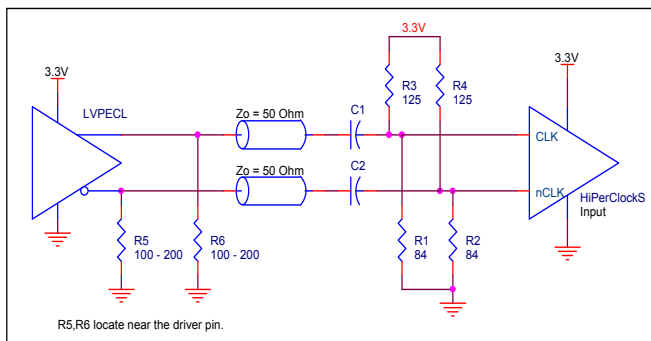 3.3V
3.3V
3.3V
R3
125
R4
125
LVPECL
Zo = 50 Ohm
C1
CLK
Zo = 50 Ohm
C2
nCLK
HiPerClockS
Input
R5
100 - 200
R6
100 - 200
R1
84
R2
84
R5,R6 locate near the driver pin.